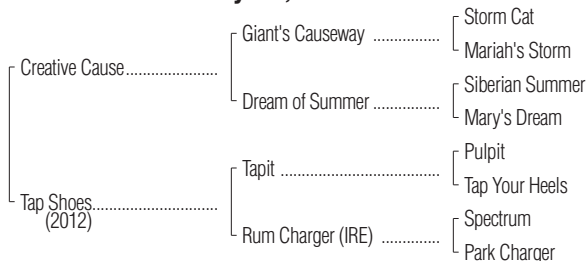 Storm Cat
Giant's Causeway ................
Mariah's Storm
Creative Cause......................
Siberian Summer
Dream of Summer ................
Mary's Dream
Pulpit
Tapit ......................................
Tap Your Heels
Tap Shoes..............................
(2012)
Spectrum
Rum Charger (IRE) ..............
Park Charger